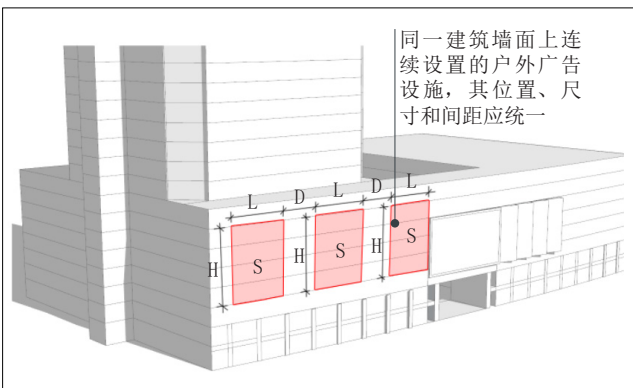 同一建筑墙面上连
续设置的户外广告
设施，其位置、尺
寸和间距应统一
L D L D L
H S H S H S